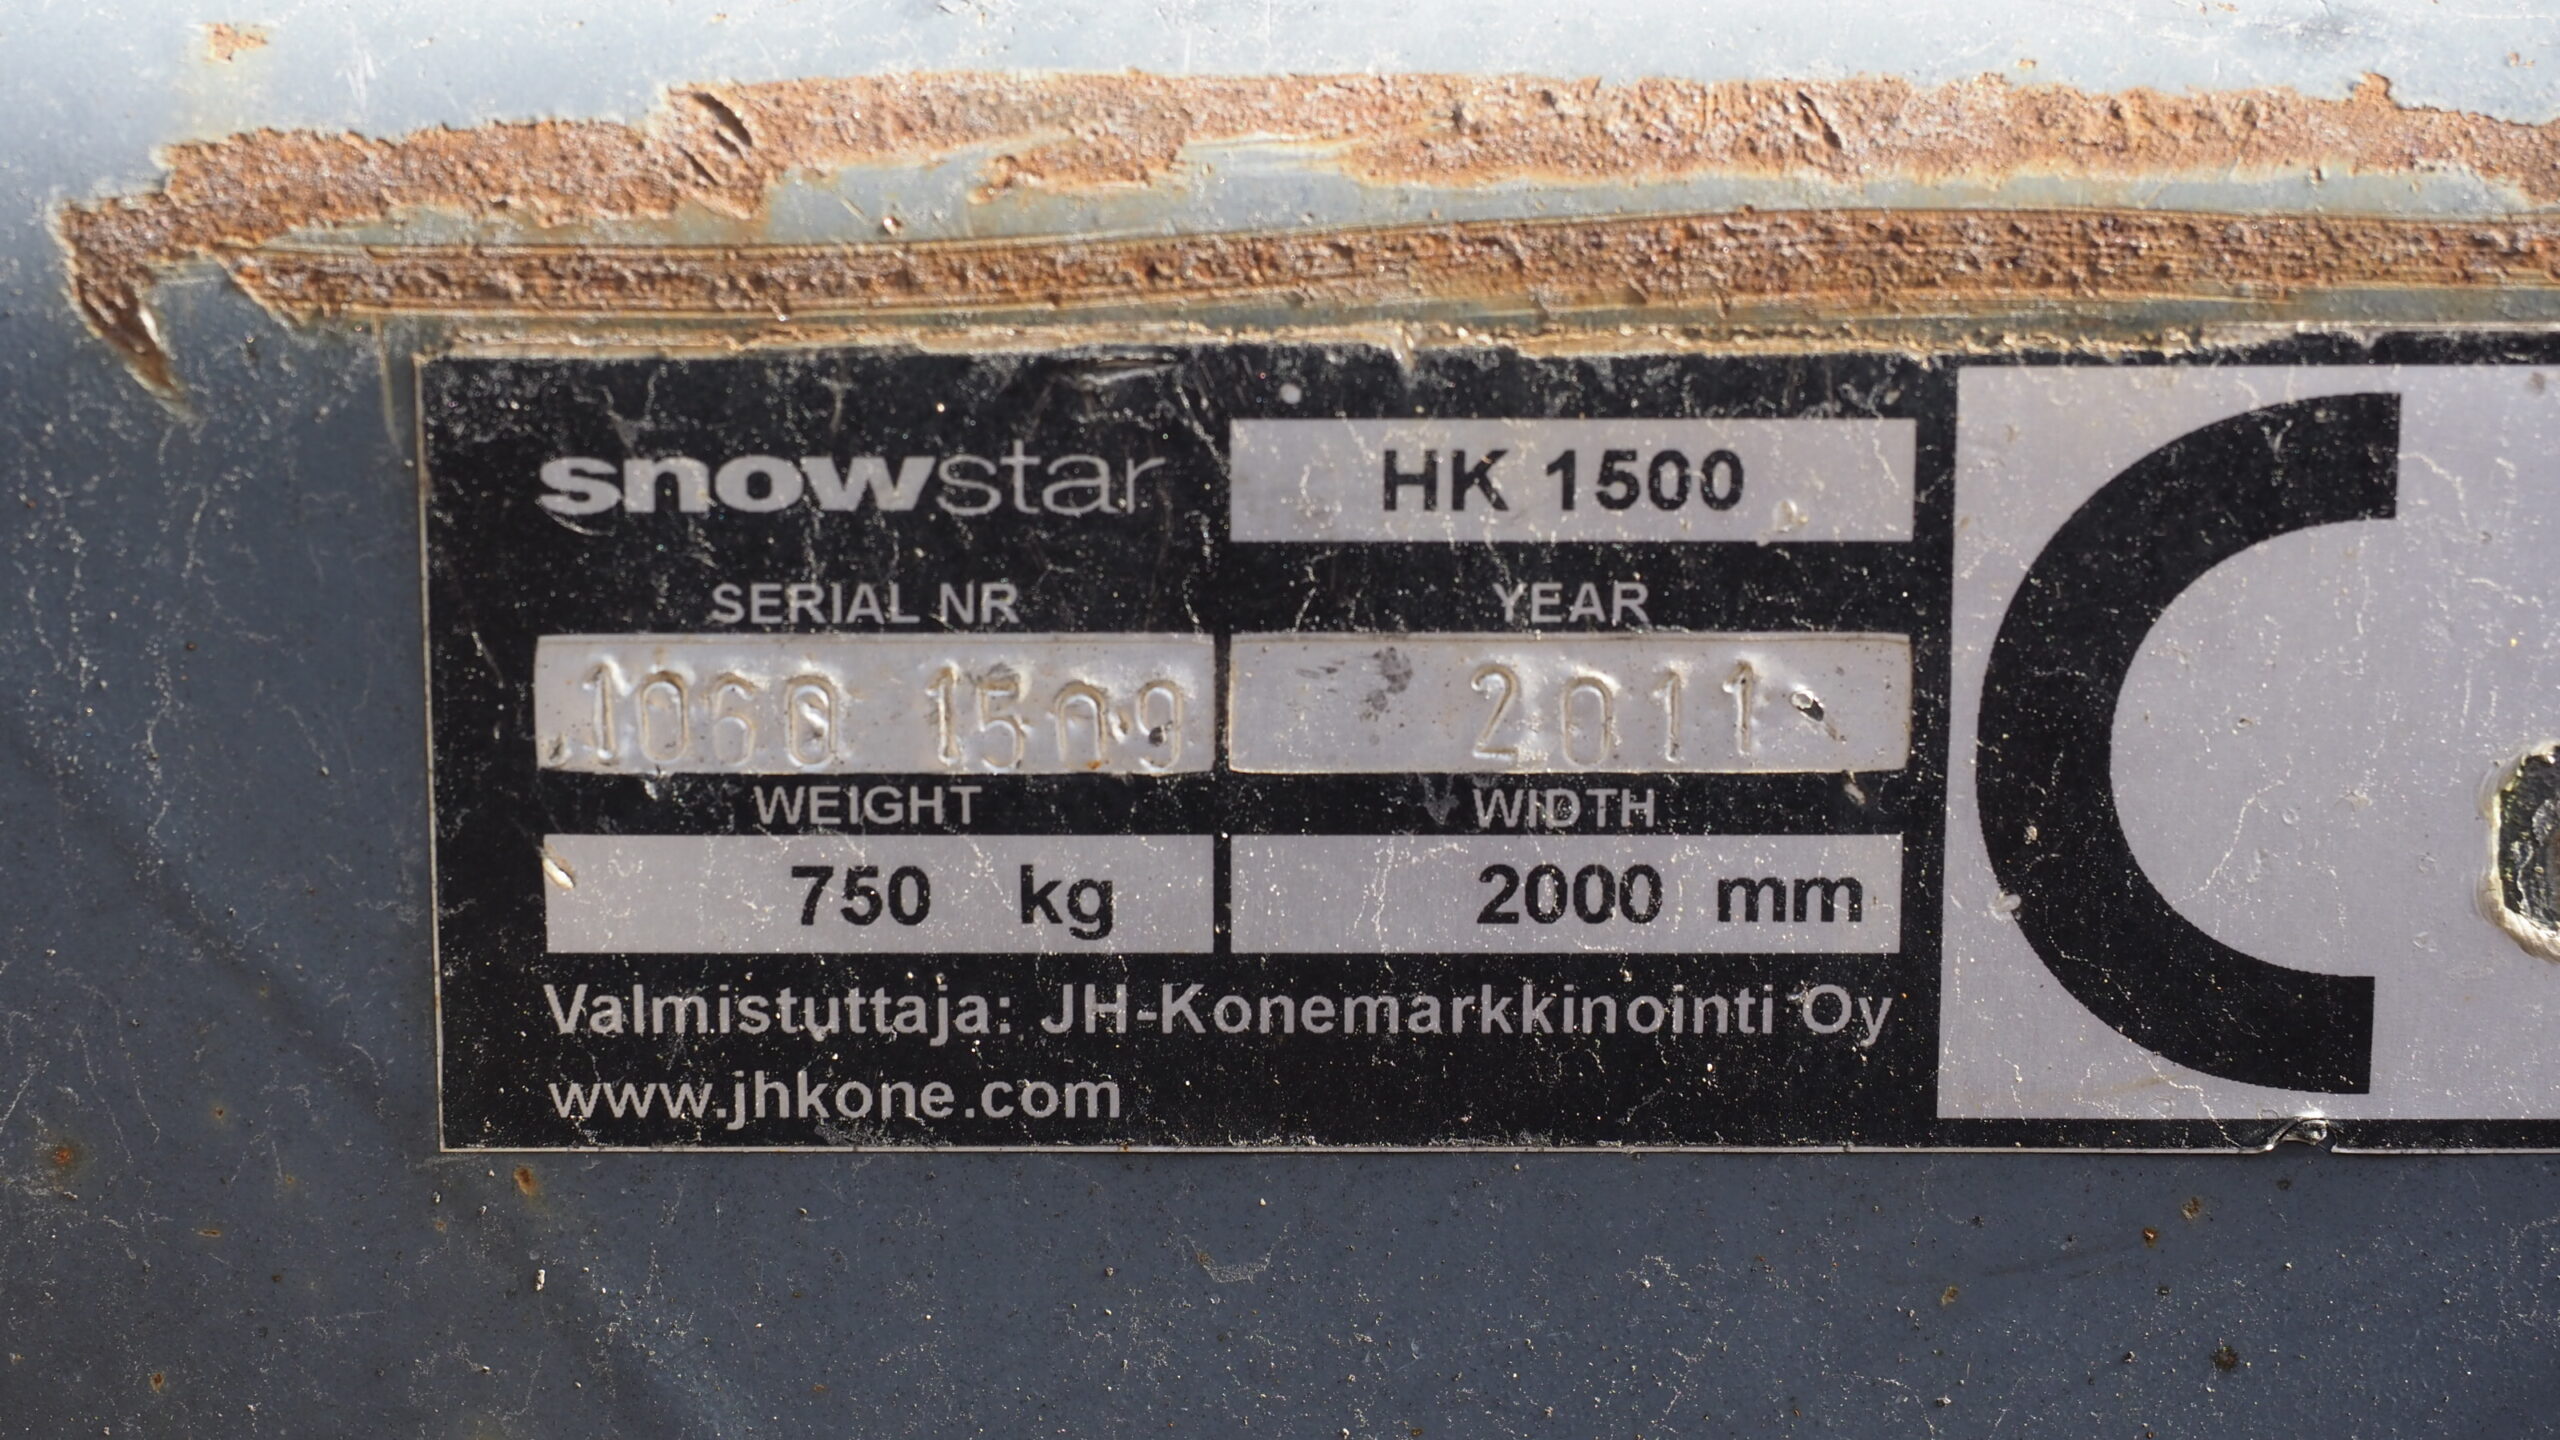 snowstar HK 1500
SERIAL NR YEAR
1060 1509 2011
WEIGHT WIDTH
750 kg 2000 mm
Valmistuttaja: JH-Konemarkkinointi Oy
www.jhkone.com
C